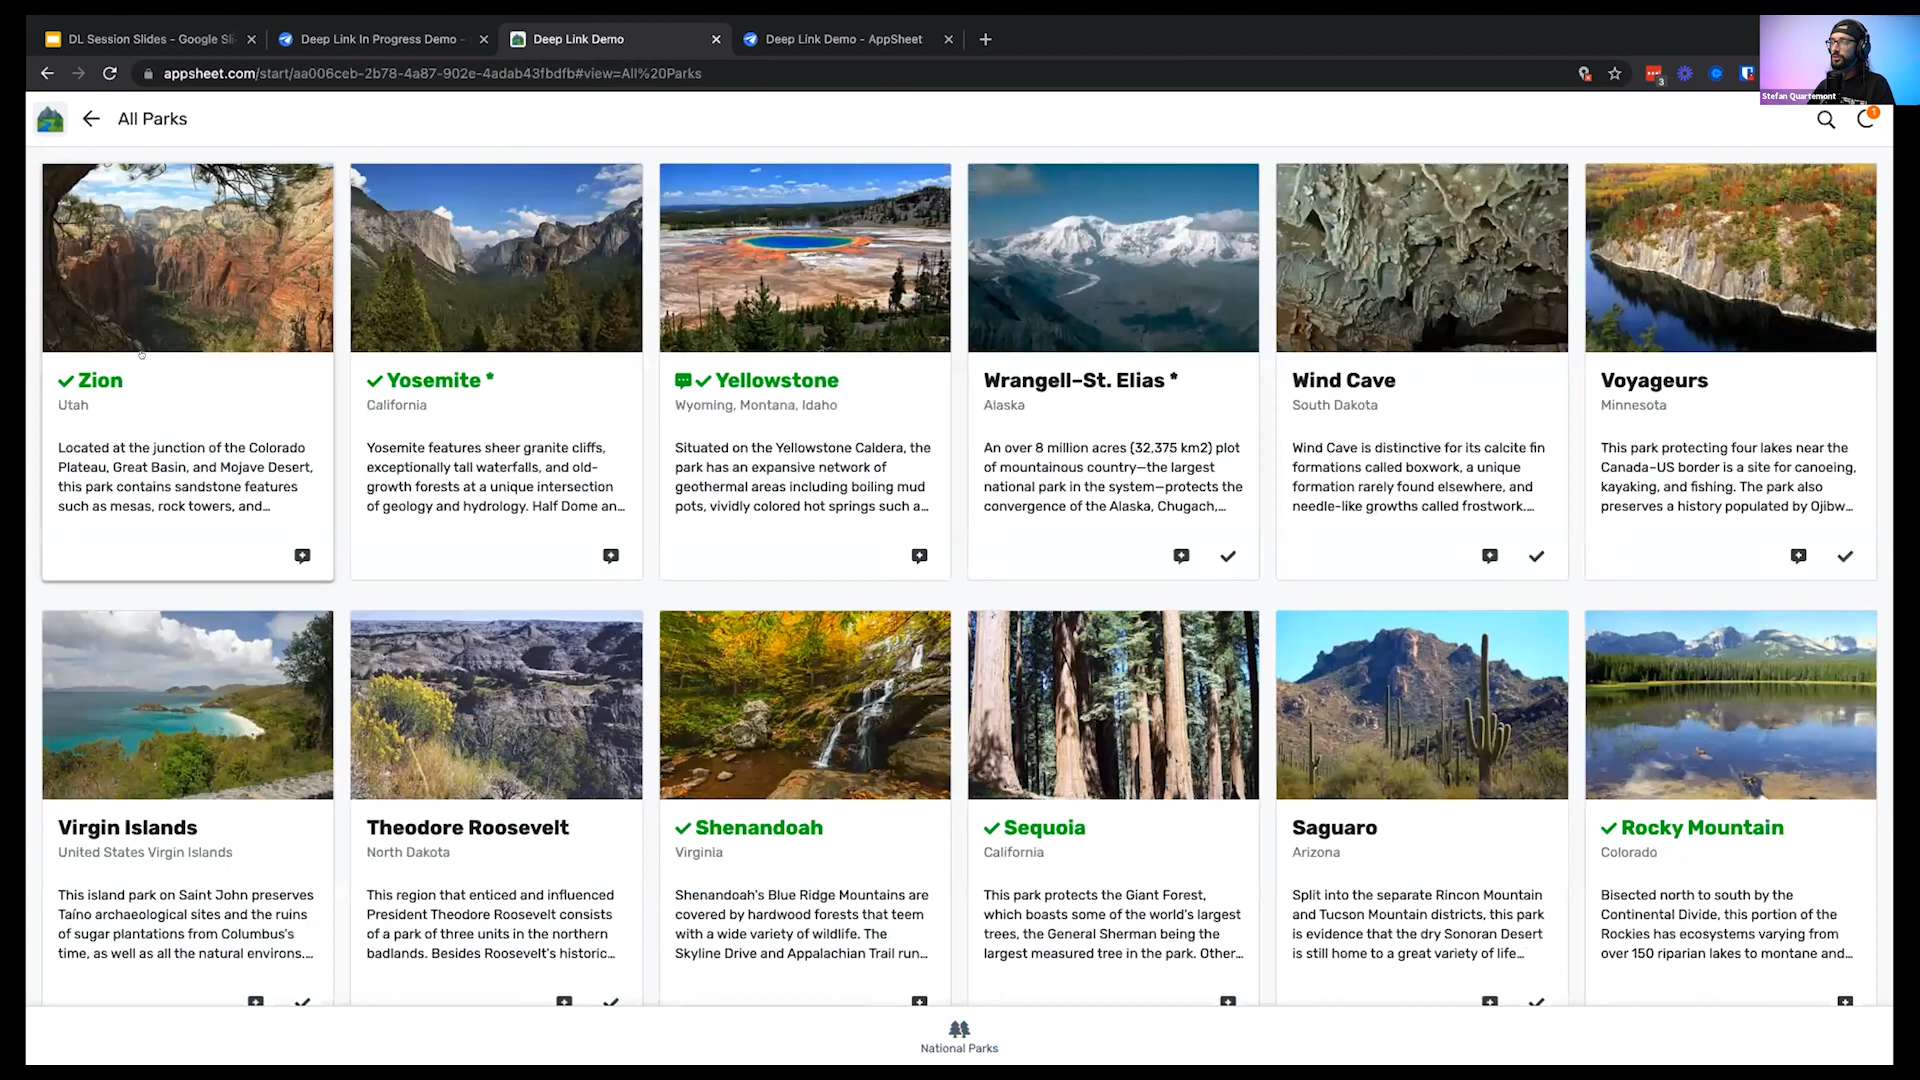 DL Session Slides - Google Sli
Deep Link In Progress Demo -
Deep Link Demo
Deep Link Demo - AppSheet
appsheet.com/start/aa006ceb-2b78-4a87-902e-4adab43fbdfb#view=All%20Parks
3
Stefan Quartemont
All Parks
1
Zion
Utah
Located at the junction of the Colorado
Plateau, Great Basin, and Mojave Desert,
this park contains sandstone features
such as mesas, rock towers, and…
Yosemite *
California
Yosemite features sheer granite cliffs,
exceptionally tall waterfalls, and old-
growth forests at a unique intersection
of geology and hydrology. Half Dome an…
Yellowstone
Wyoming, Montana, Idaho
Situated on the Yellowstone Caldera, the
park has an expansive network of
geothermal areas including boiling mud
pots, vividly colored hot springs such a…
Wrangell–St. Elias *
Alaska
An over 8 million acres (32,375 km2) plot
of mountainous country—the largest
national park in the system—protects the
convergence of the Alaska, Chugach,…
Wind Cave
South Dakota
Wind Cave is distinctive for its calcite fin
formations called boxwork, a unique
formation rarely found elsewhere, and
needle-like growths called frostwork.…
Voyageurs
Minnesota
This park protecting four lakes near the
Canada–US border is a site for canoeing,
kayaking, and fishing. The park also
preserves a history populated by Ojibw…
Virgin Islands
United States Virgin Islands
This island park on Saint John preserves
Taíno archaeological sites and the ruins
of sugar plantations from Columbus's
time, as well as all the natural environs.…
Theodore Roosevelt
North Dakota
This region that enticed and influenced
President Theodore Roosevelt consists
of a park of three units in the northern
badlands. Besides Roosevelt's historic…
Shenandoah
Virginia
Shenandoah's Blue Ridge Mountains are
covered by hardwood forests that teem
with a wide variety of wildlife. The
Skyline Drive and Appalachian Trail run…
Sequoia
California
This park protects the Giant Forest,
which boasts some of the world's largest
trees, the General Sherman being the
largest measured tree in the park. Other…
Saguaro
Arizona
Split into the separate Rincon Mountain
and Tucson Mountain districts, this park
is evidence that the dry Sonoran Desert
is still home to a great variety of life…
Rocky Mountain
Colorado
Bisected north to south by the
Continental Divide, this portion of the
Rockies has ecosystems varying from
over 150 riparian lakes to montane and…
National Parks